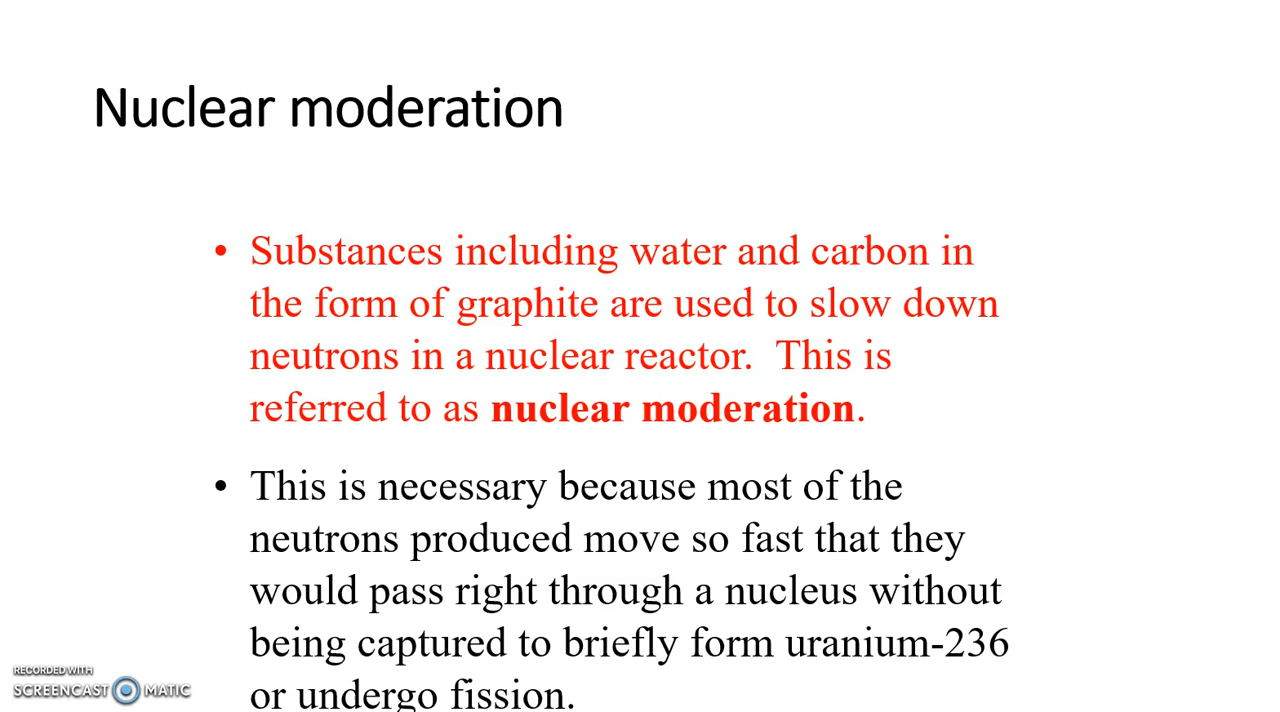 Nuclear moderation
• Substances including water and carbon in
the form of graphite are used to slow down
neutrons in a nuclear reactor.  This is
referred to as nuclear moderation.
• This is necessary because most of the
neutrons produced move so fast that they
would pass right through a nucleus without
being captured to briefly form uranium-236
or undergo fission.
RECORDED WITH
SCREENCAST MATIC